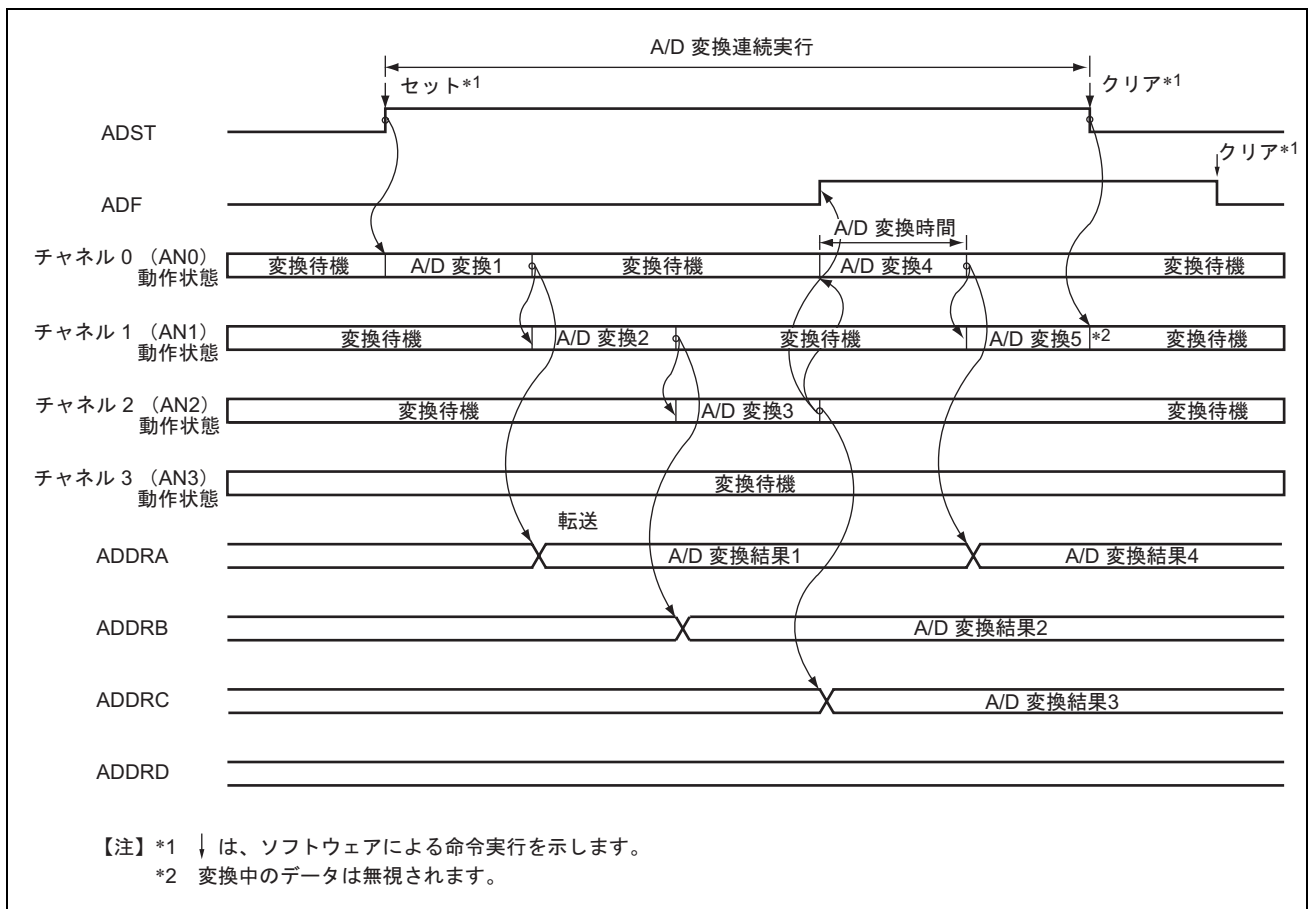 A/D 変換連続実行
セット*1
クリア*1
ADST
クリア*1
ADF
A/D 変換時間
チャネル 0 （AN0）
動作状態
変換待機 A/D 変換1 変換待機 A/D 変換4 変換待機
チャネル 1 （AN1）
動作状態
変換待機 A/D 変換2 変換待機 A/D 変換5 *2 変換待機
チャネル 2 （AN2）
動作状態
変換待機 A/D 変換3 変換待機
チャネル 3 （AN3）
動作状態
変換待機
転送
ADDRA A/D 変換結果1 A/D 変換結果4
ADDRB A/D 変換結果2
ADDRC A/D 変換結果3
ADDRD
【注】 *1 ↓ は、ソフトウェアによる命令実行を示します。
*2 変換中のデータは無視されます。